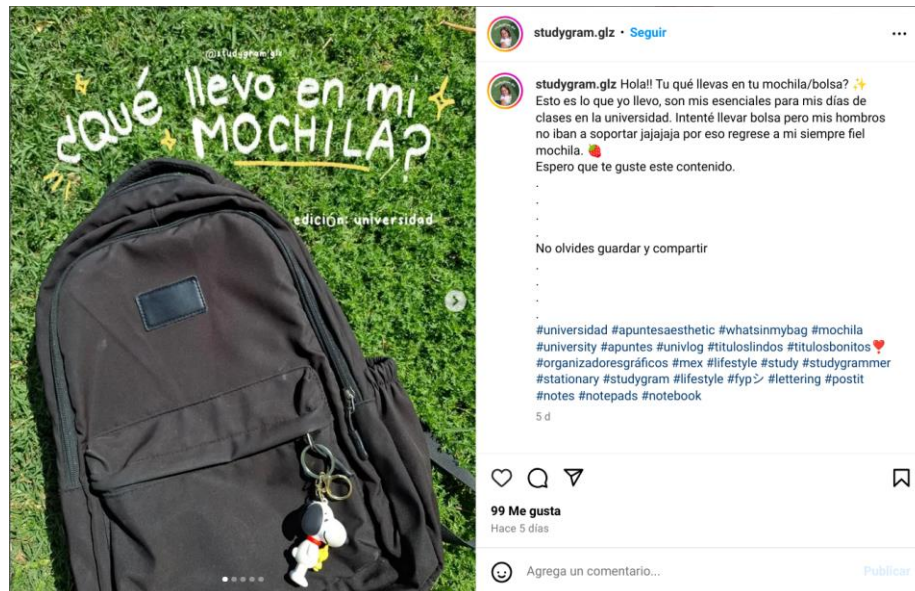 @studygram.glz
¿Qué llevo en mi
MOCHILA?
edición: universidad
studygram.glz • Seguir
studygram.glz Hola!! Tu qué llevas en tu mochila/bolsa? ✨
Esto es lo que yo llevo, son mis esenciales para mis días de
clases en la universidad. Intenté llevar bolsa pero mis hombros
no iban a soportar jajajaja por eso regrese a mi siempre fiel
mochila. 🍓
Espero que te guste este contenido.
.
.
.
.
No olvides guardar y compartir
.
.
.
.
#universidad #apuntesaesthetic #whatsinmybag #mochila
#university #apuntes #univlog #tituloslindos #titulosbonitos❣️
#organizadoresgráficos #mex #lifestyle #study #studygrammer
#stationary #studygram #lifestyle #fypシ #lettering #postit
#notes #notepads #notebook
5 d
99 Me gusta
Hace 5 días
Agrega un comentario...
Publicar